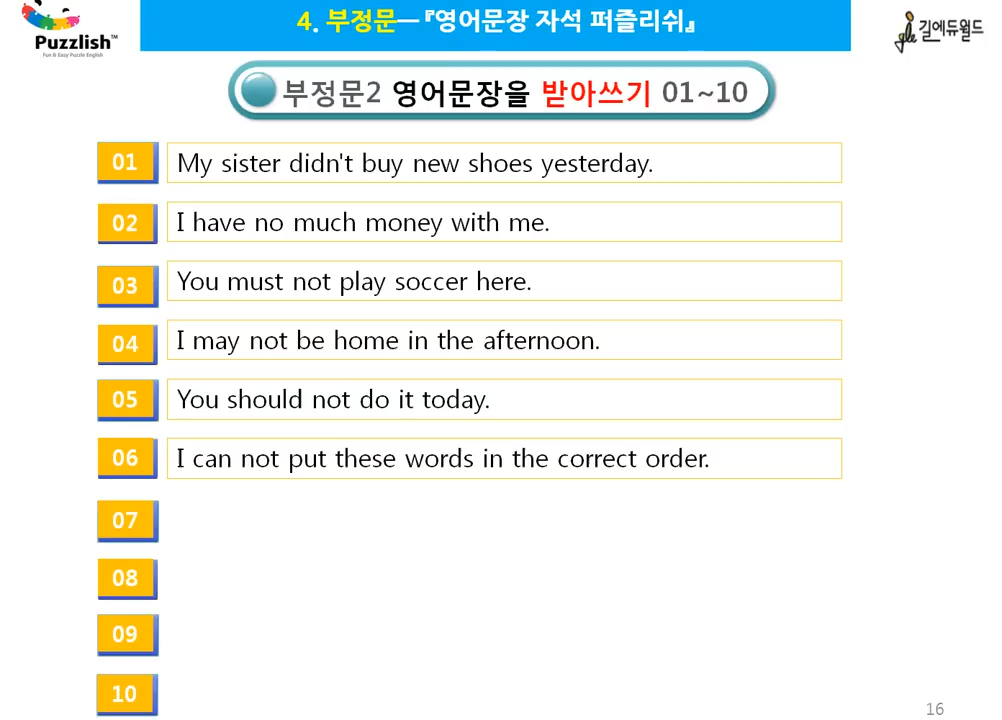 Puzzlish™
Fun & Easy Puzzle English
4. 부정문―『영어문장 자석 퍼즐리쉬』
gle 길에듀월드
부정문2 영어문장을 받아쓰기 01~10
01 My sister didn't buy new shoes yesterday.
02 I have no much money with me.
03 You must not play soccer here.
04 I may not be home in the afternoon.
05 You should not do it today.
06 I can not put these words in the correct order.
07
08
09
10
16